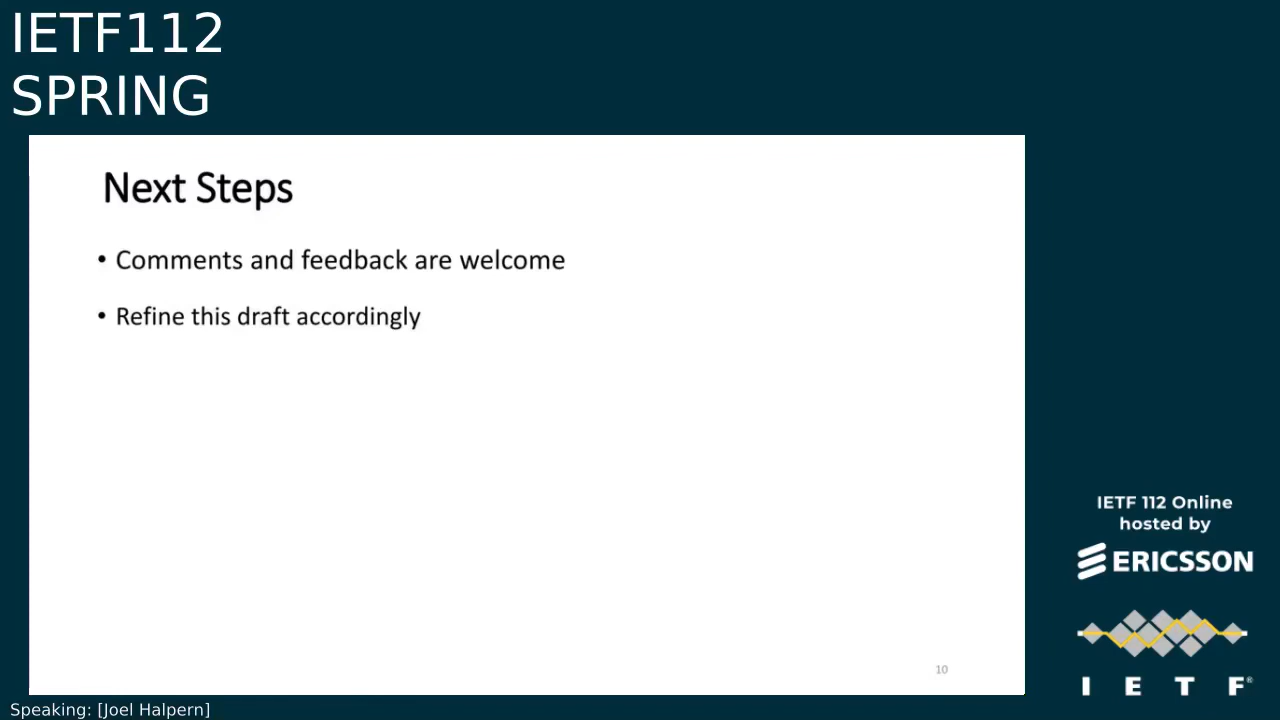 IETF112
SPRING
Next Steps
• Comments and feedback are welcome
• Refine this draft accordingly
10
IETF 112 Online
hosted by
ERICSSON
I E T F®
Speaking: [Joel Halpern]